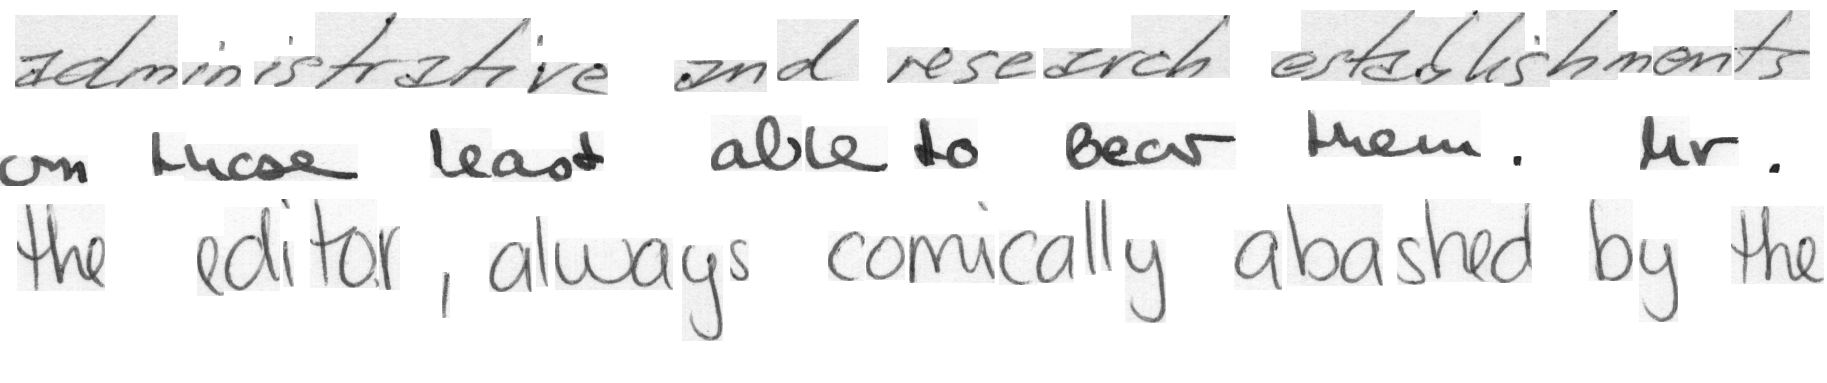 administrative and research establishments
on those least able to bear them. Mr.
the editor, always comically abashed by the